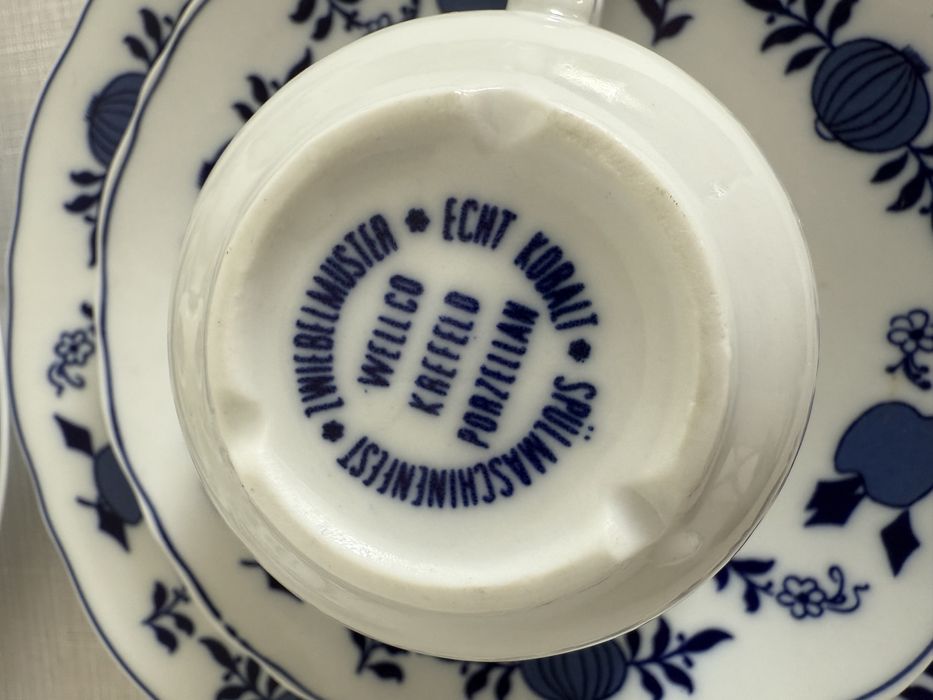 ZWIEBELMUSTER * ECHT KOBALT * SPÜLMASCHINENFEST *
WELLCO
KREFELD
PORZELLAN